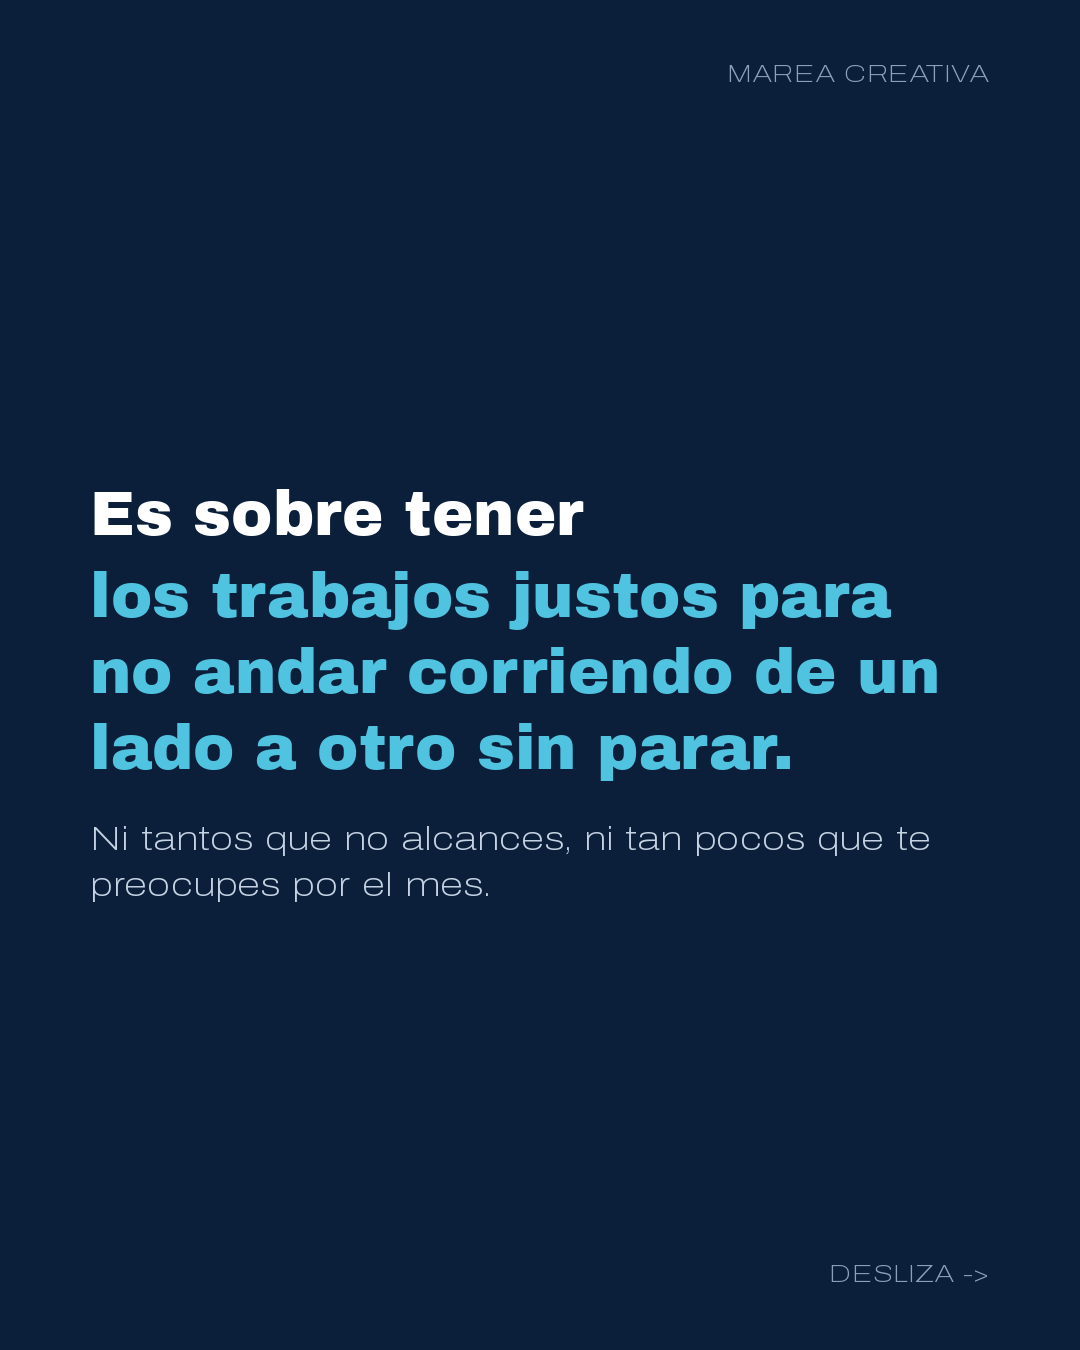 MAREA CREATIVA
Es sobre tener
los trabajos justos para
no andar corriendo de un
lado a otro sin parar.
Ni tantos que no alcances, ni tan pocos que te
preocupes por el mes.
DESLIZA ->